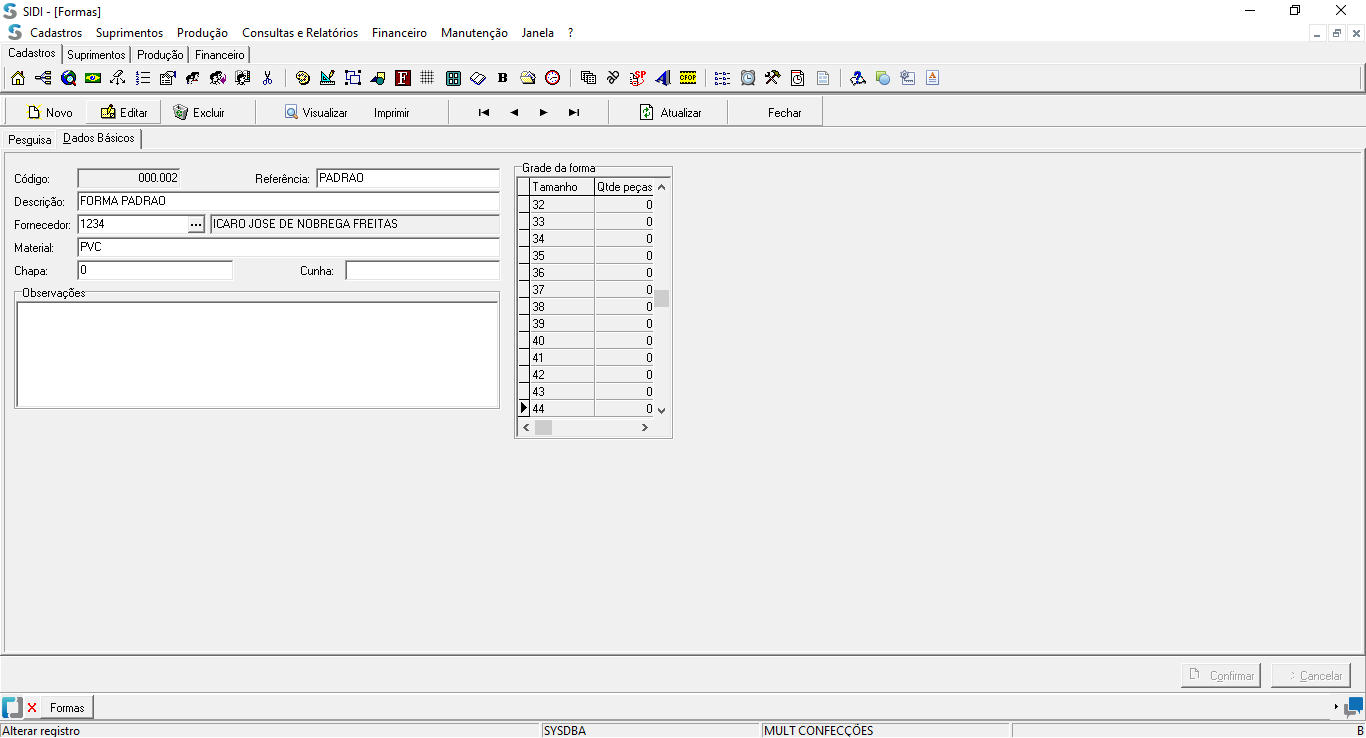 SIDI - [Formas]
Cadastros Suprimentos Produção Consultas e Relatórios Financeiro Manutenção Janela ?
Cadastros Suprimentos Produção Financeiro
F B SP CFOP A
Novo Editar Excluir Visualizar Imprimir Atualizar Fechar
Pesquisa Dados Básicos
Código: 000.002 Referência: PADRAO
Descrição: FORMA PADRAO
Fornecedor: 1234 ... ICARO JOSE DE NOBREGA FREITAS
Material: PVC
Chapa: 0 Cunha:
Observações
Grade da forma
Tamanho Qtde peças
32 0
33 0
34 0
35 0
36 0
37 0
38 0
39 0
40 0
41 0
42 0
43 0
44 0
Confirmar Cancelar
Formas
Alterar registro SYSDBA MULT CONFECÇÕES B